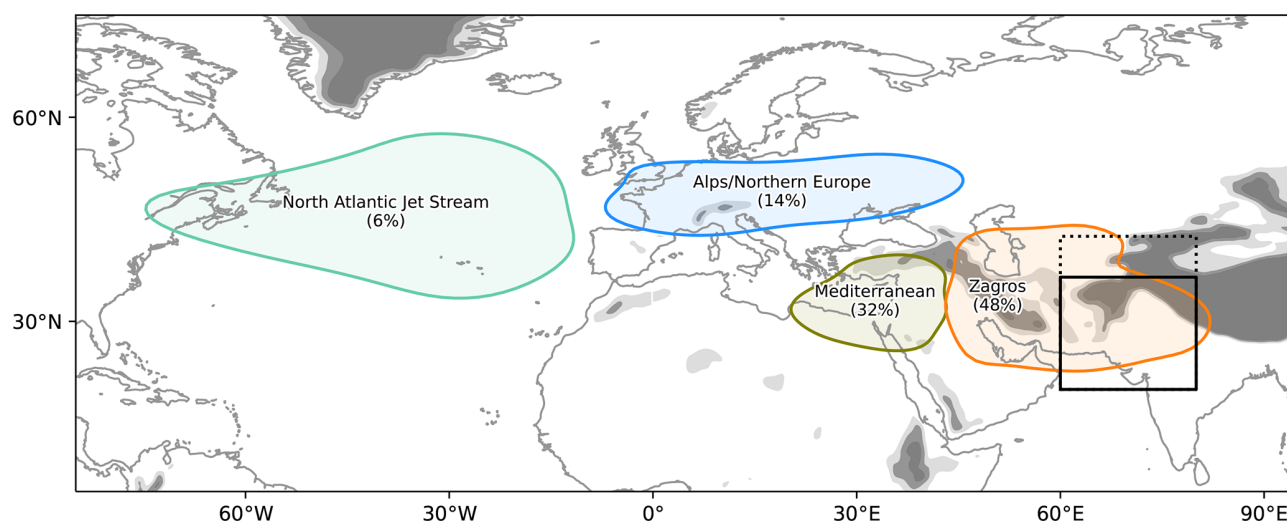 60°N
30°N
North Atlantic Jet Stream
(6%)
Alps/Northern Europe
(14%)
Mediterranean
(32%)
Zagros
(48%)
60°W
30°W
0°
30°E
60°E
90°E